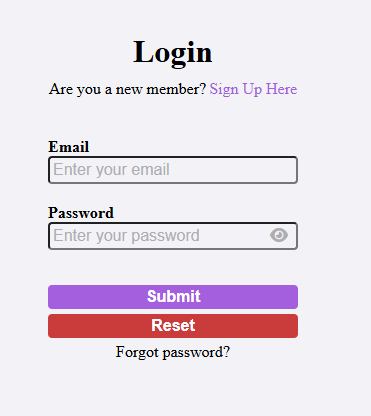 Login
Are you a new member? Sign Up Here
Email
Enter your email
Password
Enter your password
Submit
Reset
Forgot password?